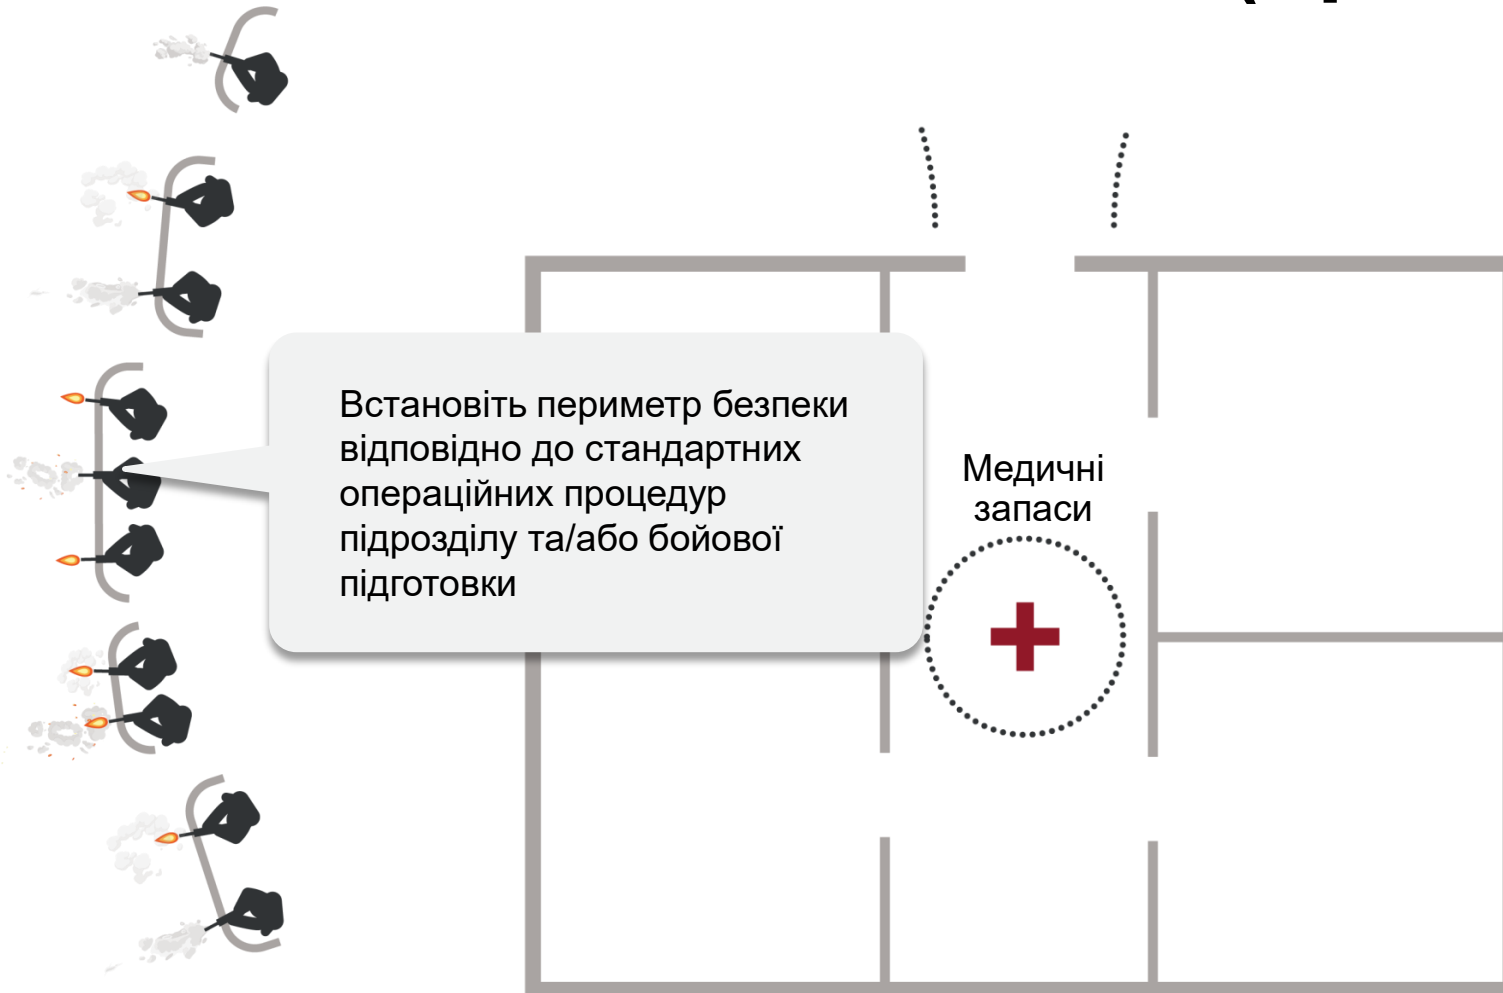 Встановіть периметр безпеки
відповідно до стандартних
операційних процедур
підрозділу та/або бойової
підготовки
Медичні
запаси